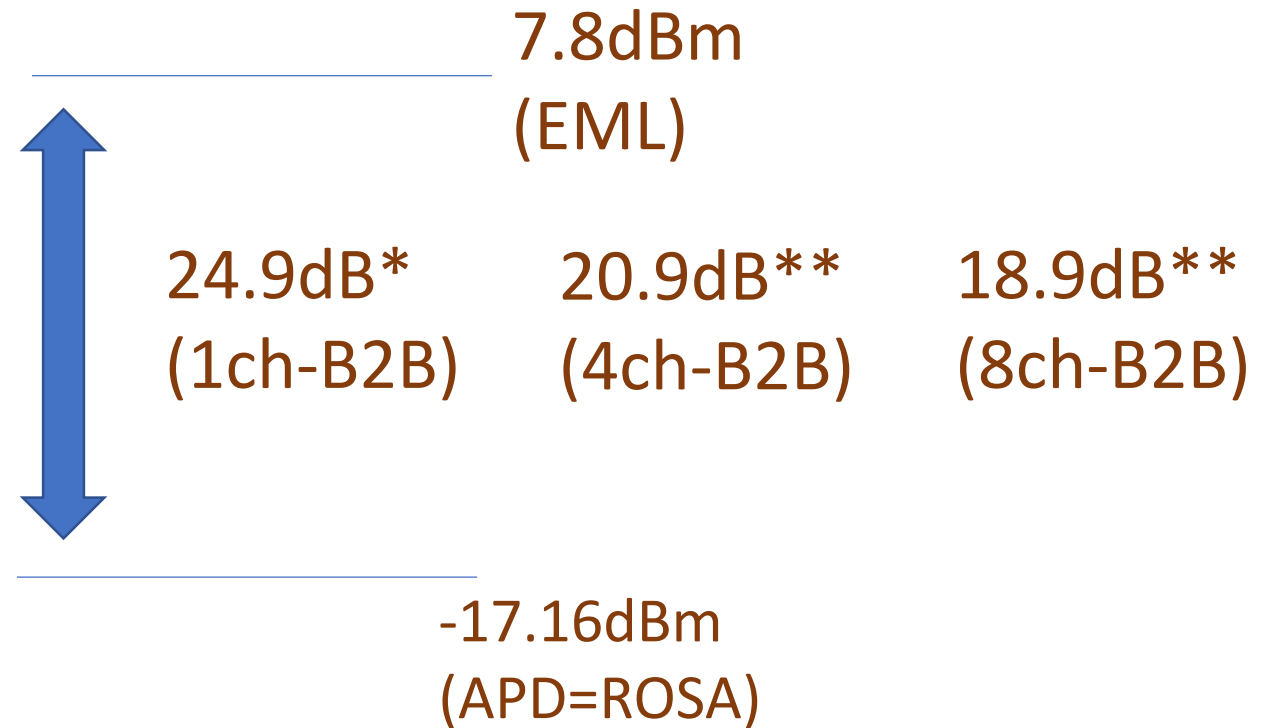 7.8dBm
(EML)
24.9dB*
(1ch-B2B)
20.9dB**
(4ch-B2B)
18.9dB**
(8ch-B2B)
-17.16dBm
(APD=ROSA)